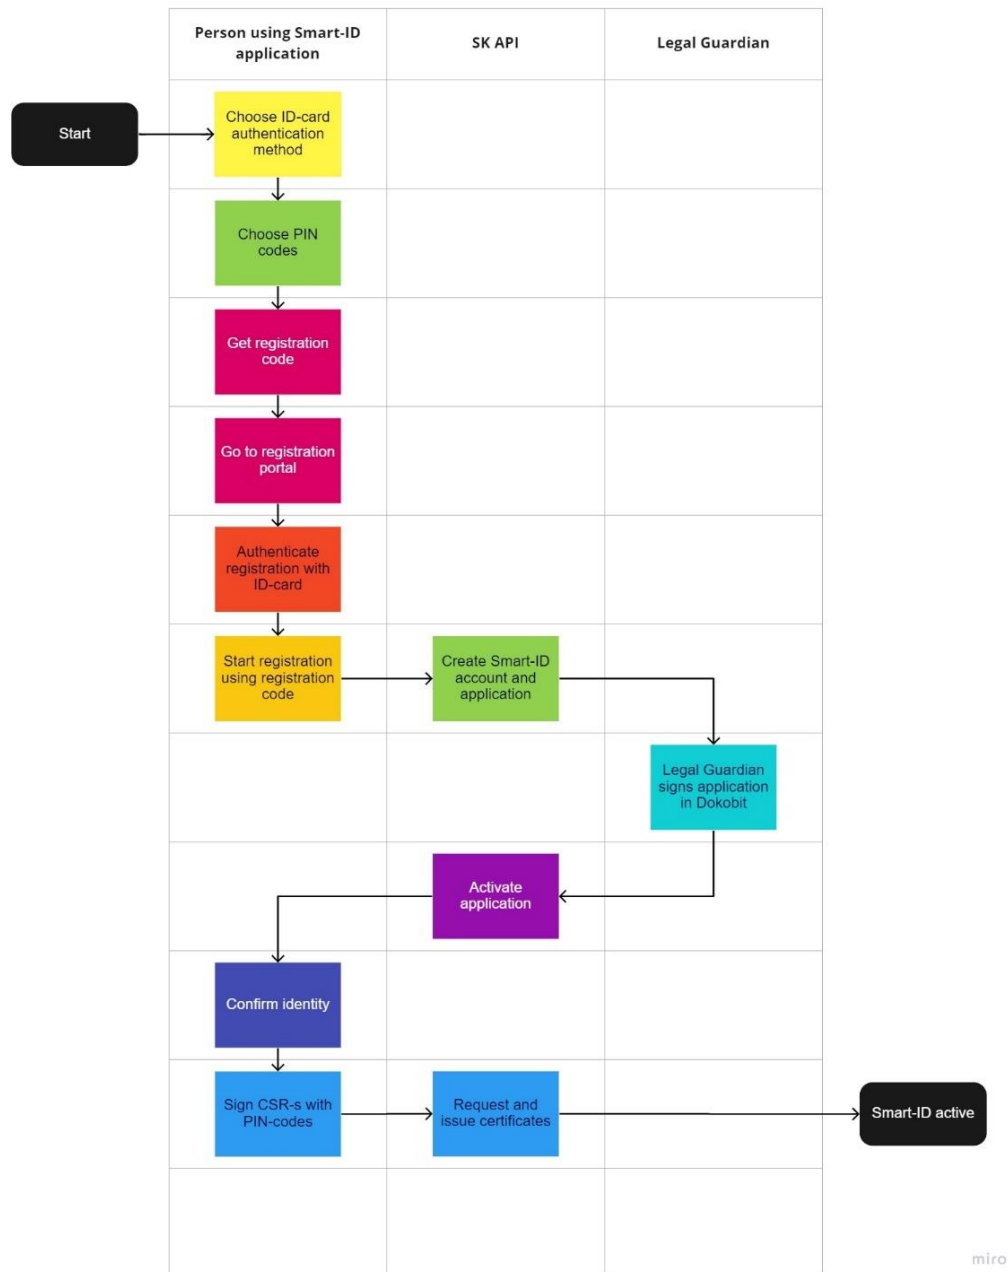 Person using Smart-ID
application
SK API
Legal Guardian
Start
Choose ID-card
authentication
method
Choose PIN
codes
Get registration
code
Go to registration
portal
Authenticate
registration with
ID-card
Start registration
using registration
code
Create Smart-ID
account and
application
Legal Guardian
signs application
in Dokobit
Activate
application
Confirm identity
Sign CSR-s with
PIN-codes
Request and
issue certificates
Smart-ID active
miro